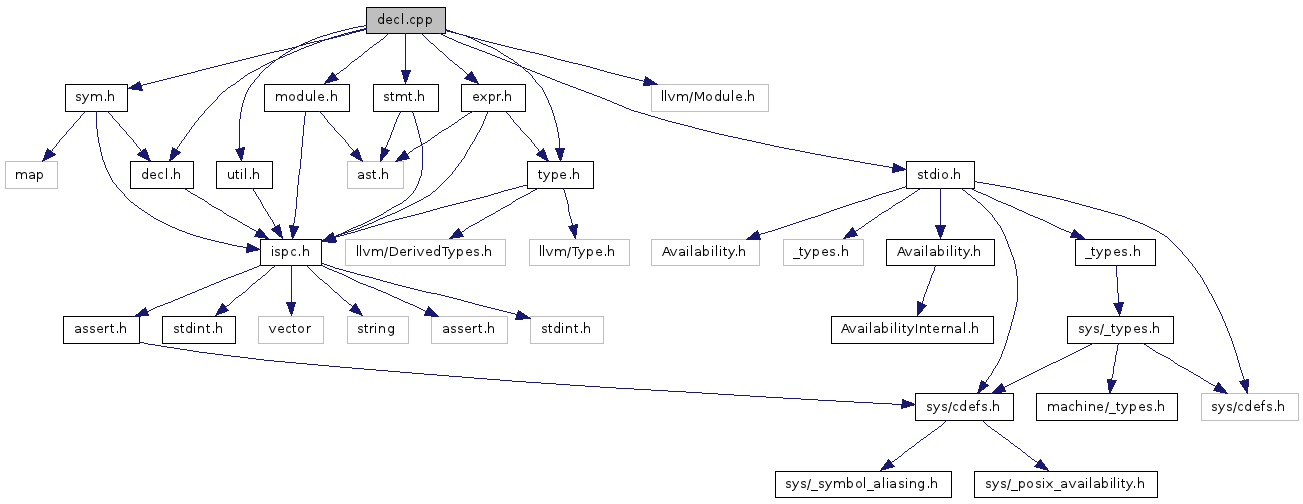 decl.cpp
sym.h
module.h
stmt.h
expr.h
llvm/Module.h
map
decl.h
util.h
ast.h
type.h
stdio.h
ispc.h
llvm/DerivedTypes.h
llvm/Type.h
Availability.h
_types.h
Availability.h
_types.h
assert.h
stdint.h
vector
string
assert.h
stdint.h
AvailabilityInternal.h
sys/_types.h
sys/cdefs.h
machine/_types.h
sys/cdefs.h
sys/_symbol_aliasing.h
sys/_posix_availability.h